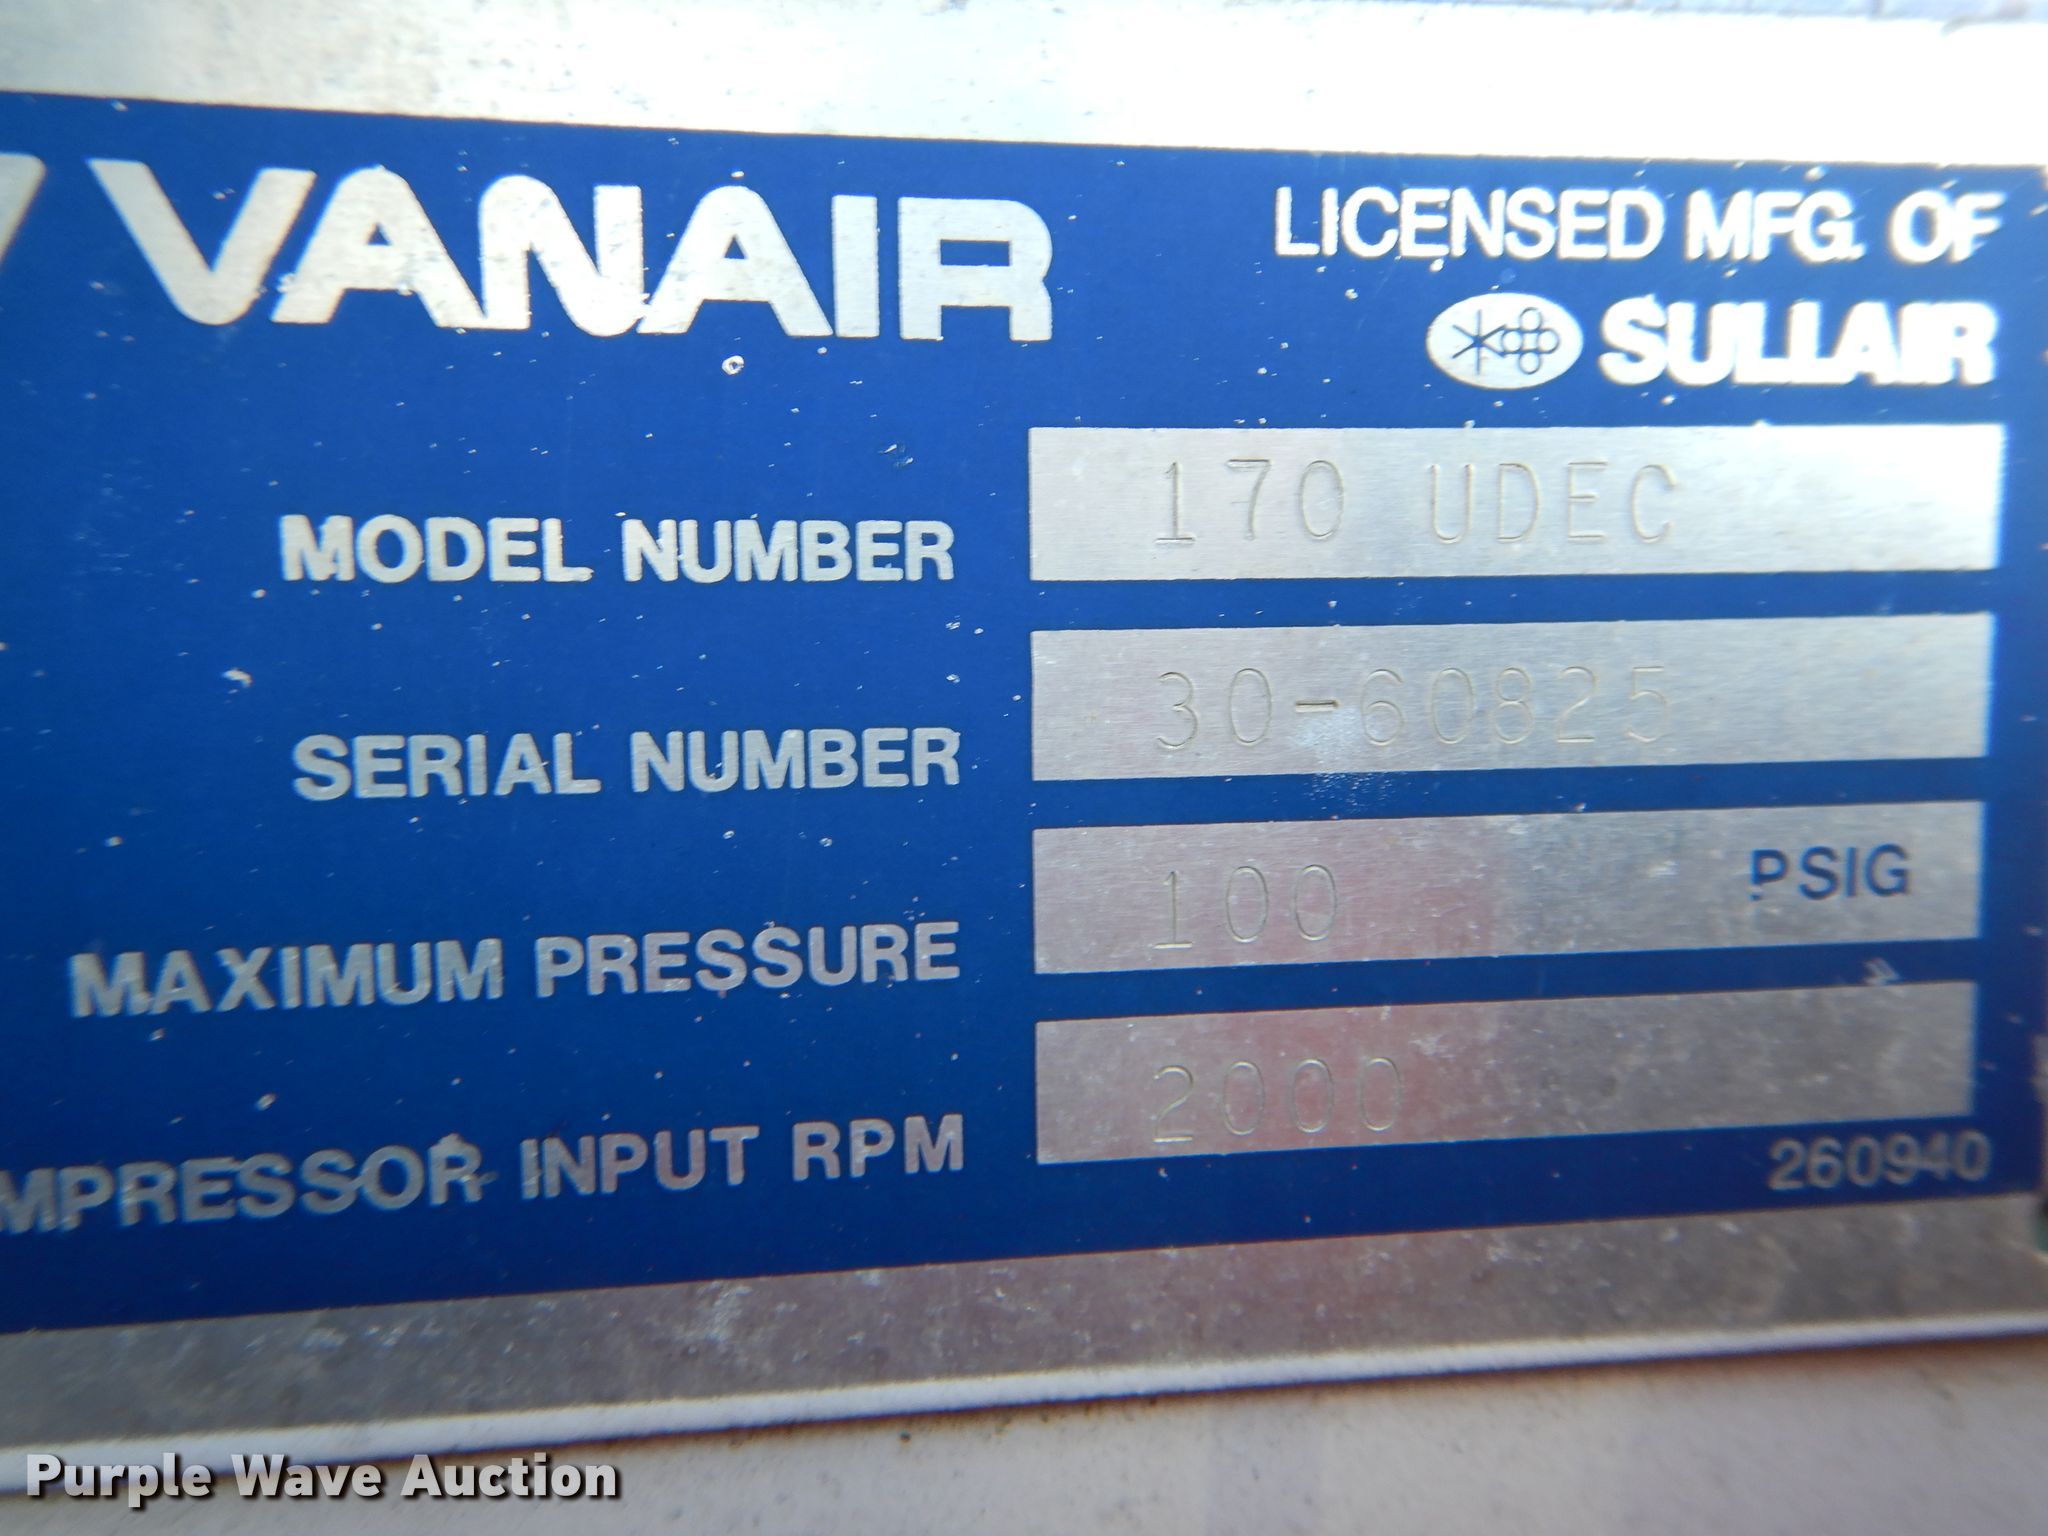 VANAIR
LICENSED MFG. OF
SULLAIR
MODEL NUMBER 170 UDEC
SERIAL NUMBER 30-60825
MAXIMUM PRESSURE 100 PSIG
MPRESSOR INPUT RPM 2000
260940
Purple Wave Auction